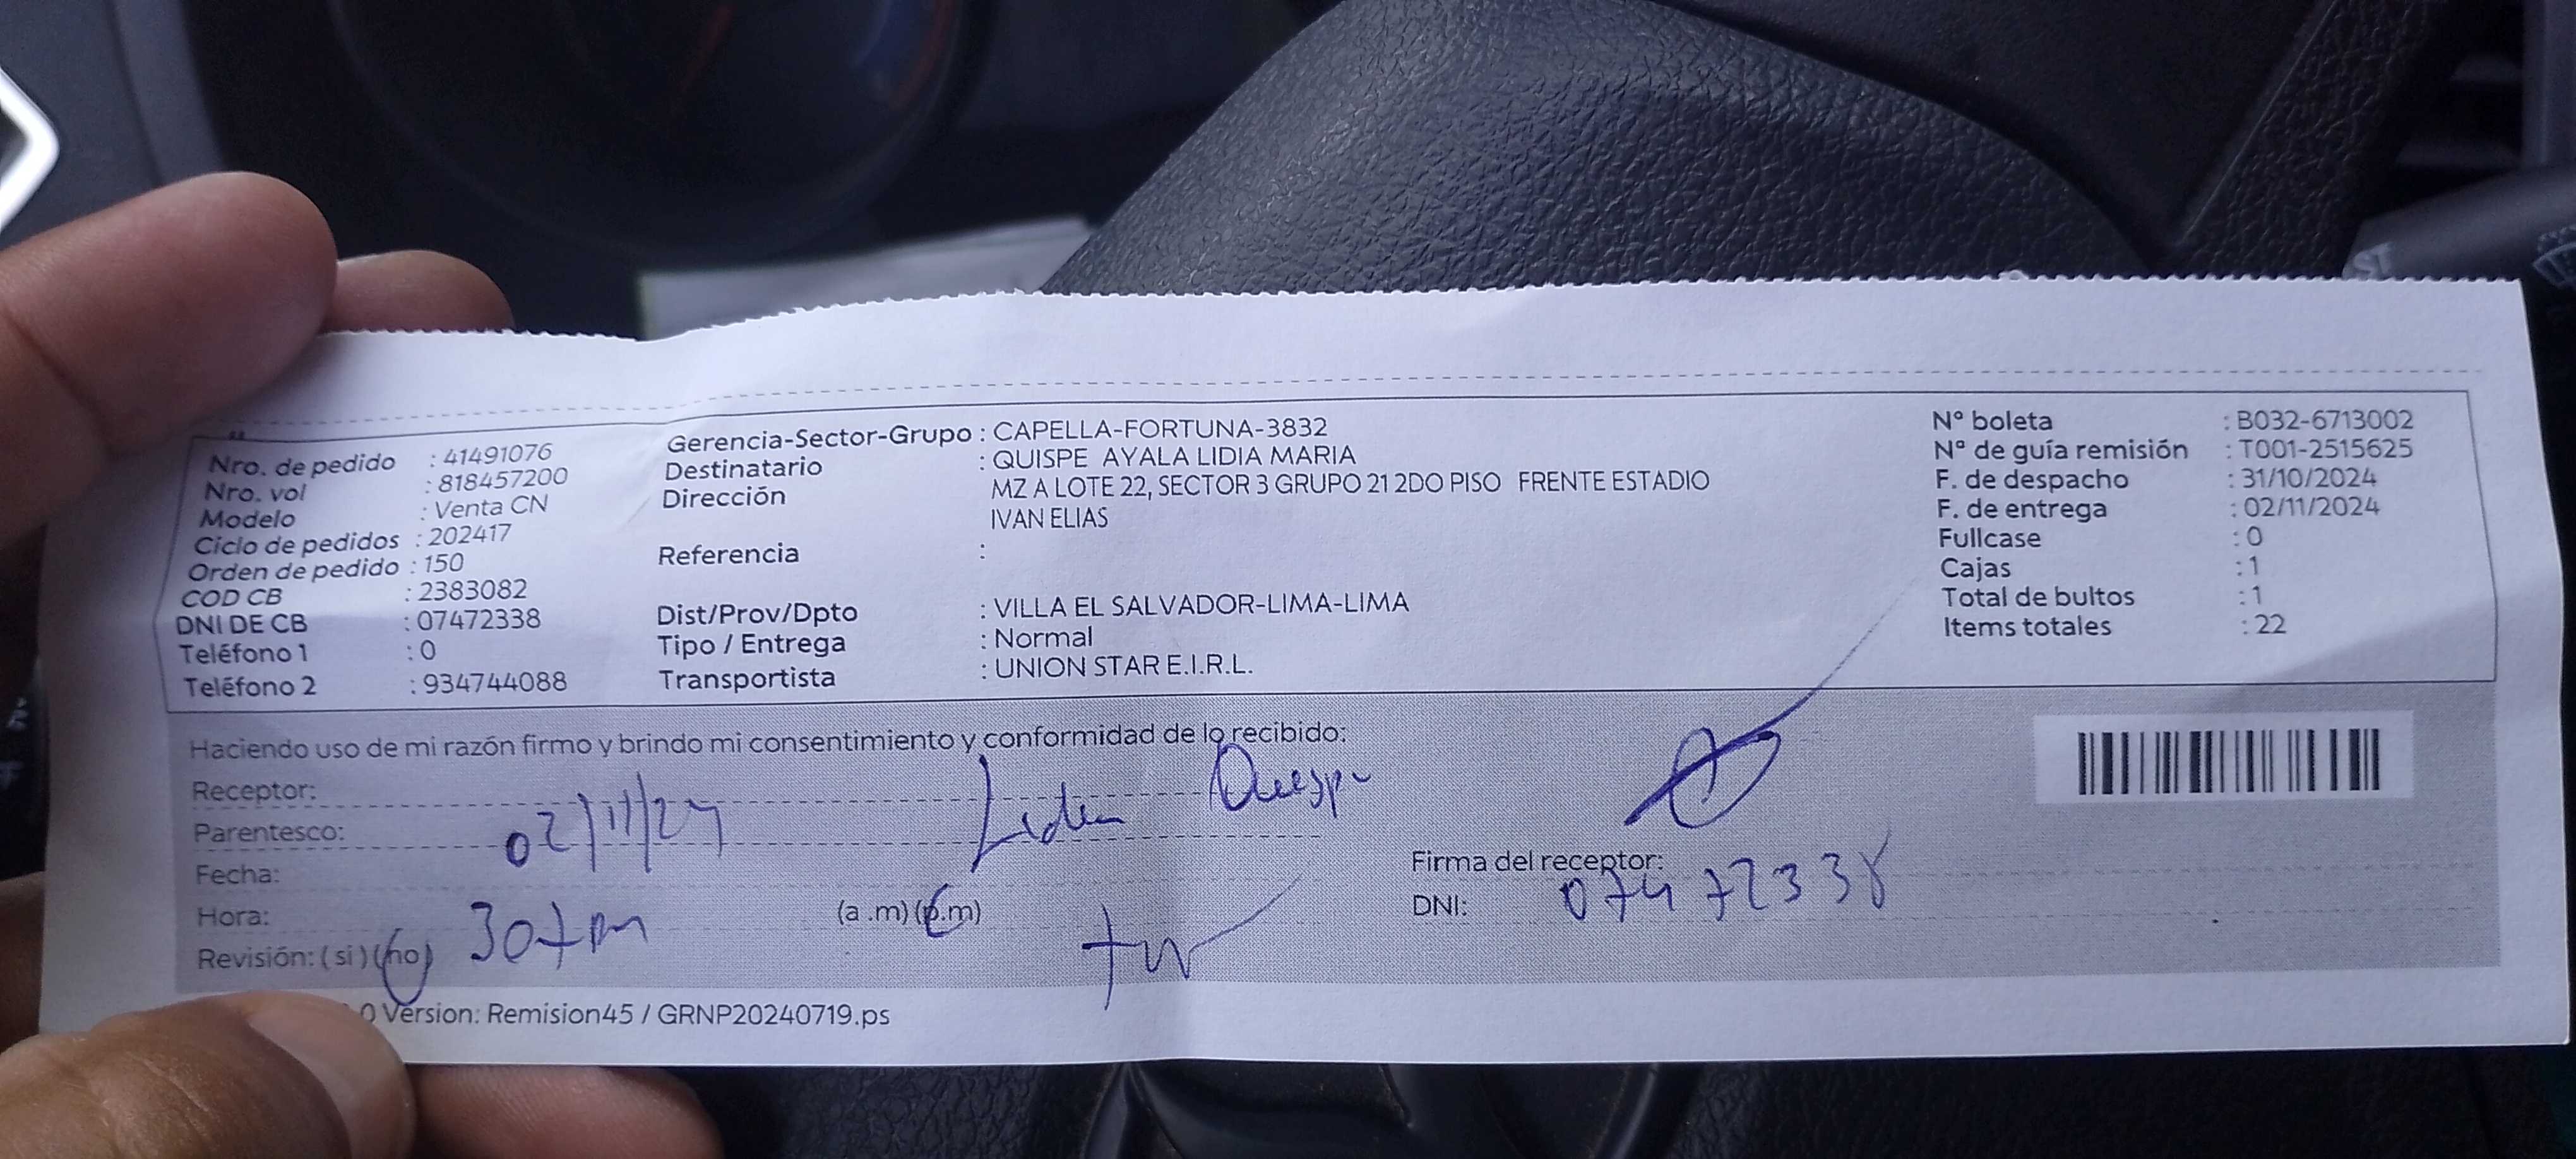 Nro. de pedido : 41491076
Nro. vol : 818457200
Modelo : Venta CN
Ciclo de pedidos : 202417
Orden de pedido : 150
COD CB : 2383082
DNI DE CB : 07472338
Teléfono 1 : 0
Teléfono 2 : 934744088
Gerencia-Sector-Grupo : CAPELLA-FORTUNA-3832
Destinatario : QUISPE AYALA LIDIA MARIA
Dirección MZ A LOTE 22, SECTOR 3 GRUPO 21 2DO PISO FRENTE ESTADIO
IVAN ELIAS
Referencia :
Dist/Prov/Dpto : VILLA EL SALVADOR-LIMA-LIMA
Tipo / Entrega : Normal
Transportista : UNION STAR E.I.R.L.
Nº boleta : B032-6713002
Nº de guía remisión : T001-2515625
F. de despacho : 31/10/2024
F. de entrega : 02/11/2024
Fullcase : 0
Cajas : 1
Total de bultos : 1
Items totales : 22
Haciendo uso de mi razón firmo y brindo mi consentimiento y conformidad de lo recibido:
Receptor: Quispe
Parentesco: 02/11/24
Fecha:
Hora: (a .m) (p.m)
Revisión: ( si ) (no)
Firma del receptor:
DNI: 07472338
0 Version: Remision45 / GRNP20240719.ps